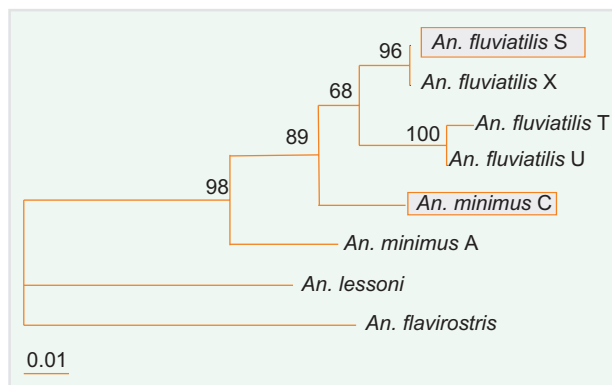 An. fluviatilis S
96
An. fluviatilis X
68
An. fluviatilis T
100
89
An. fluviatilis U
98
An. minimus C
An. minimus A
An. lessoni
An. flavirostris
0.01